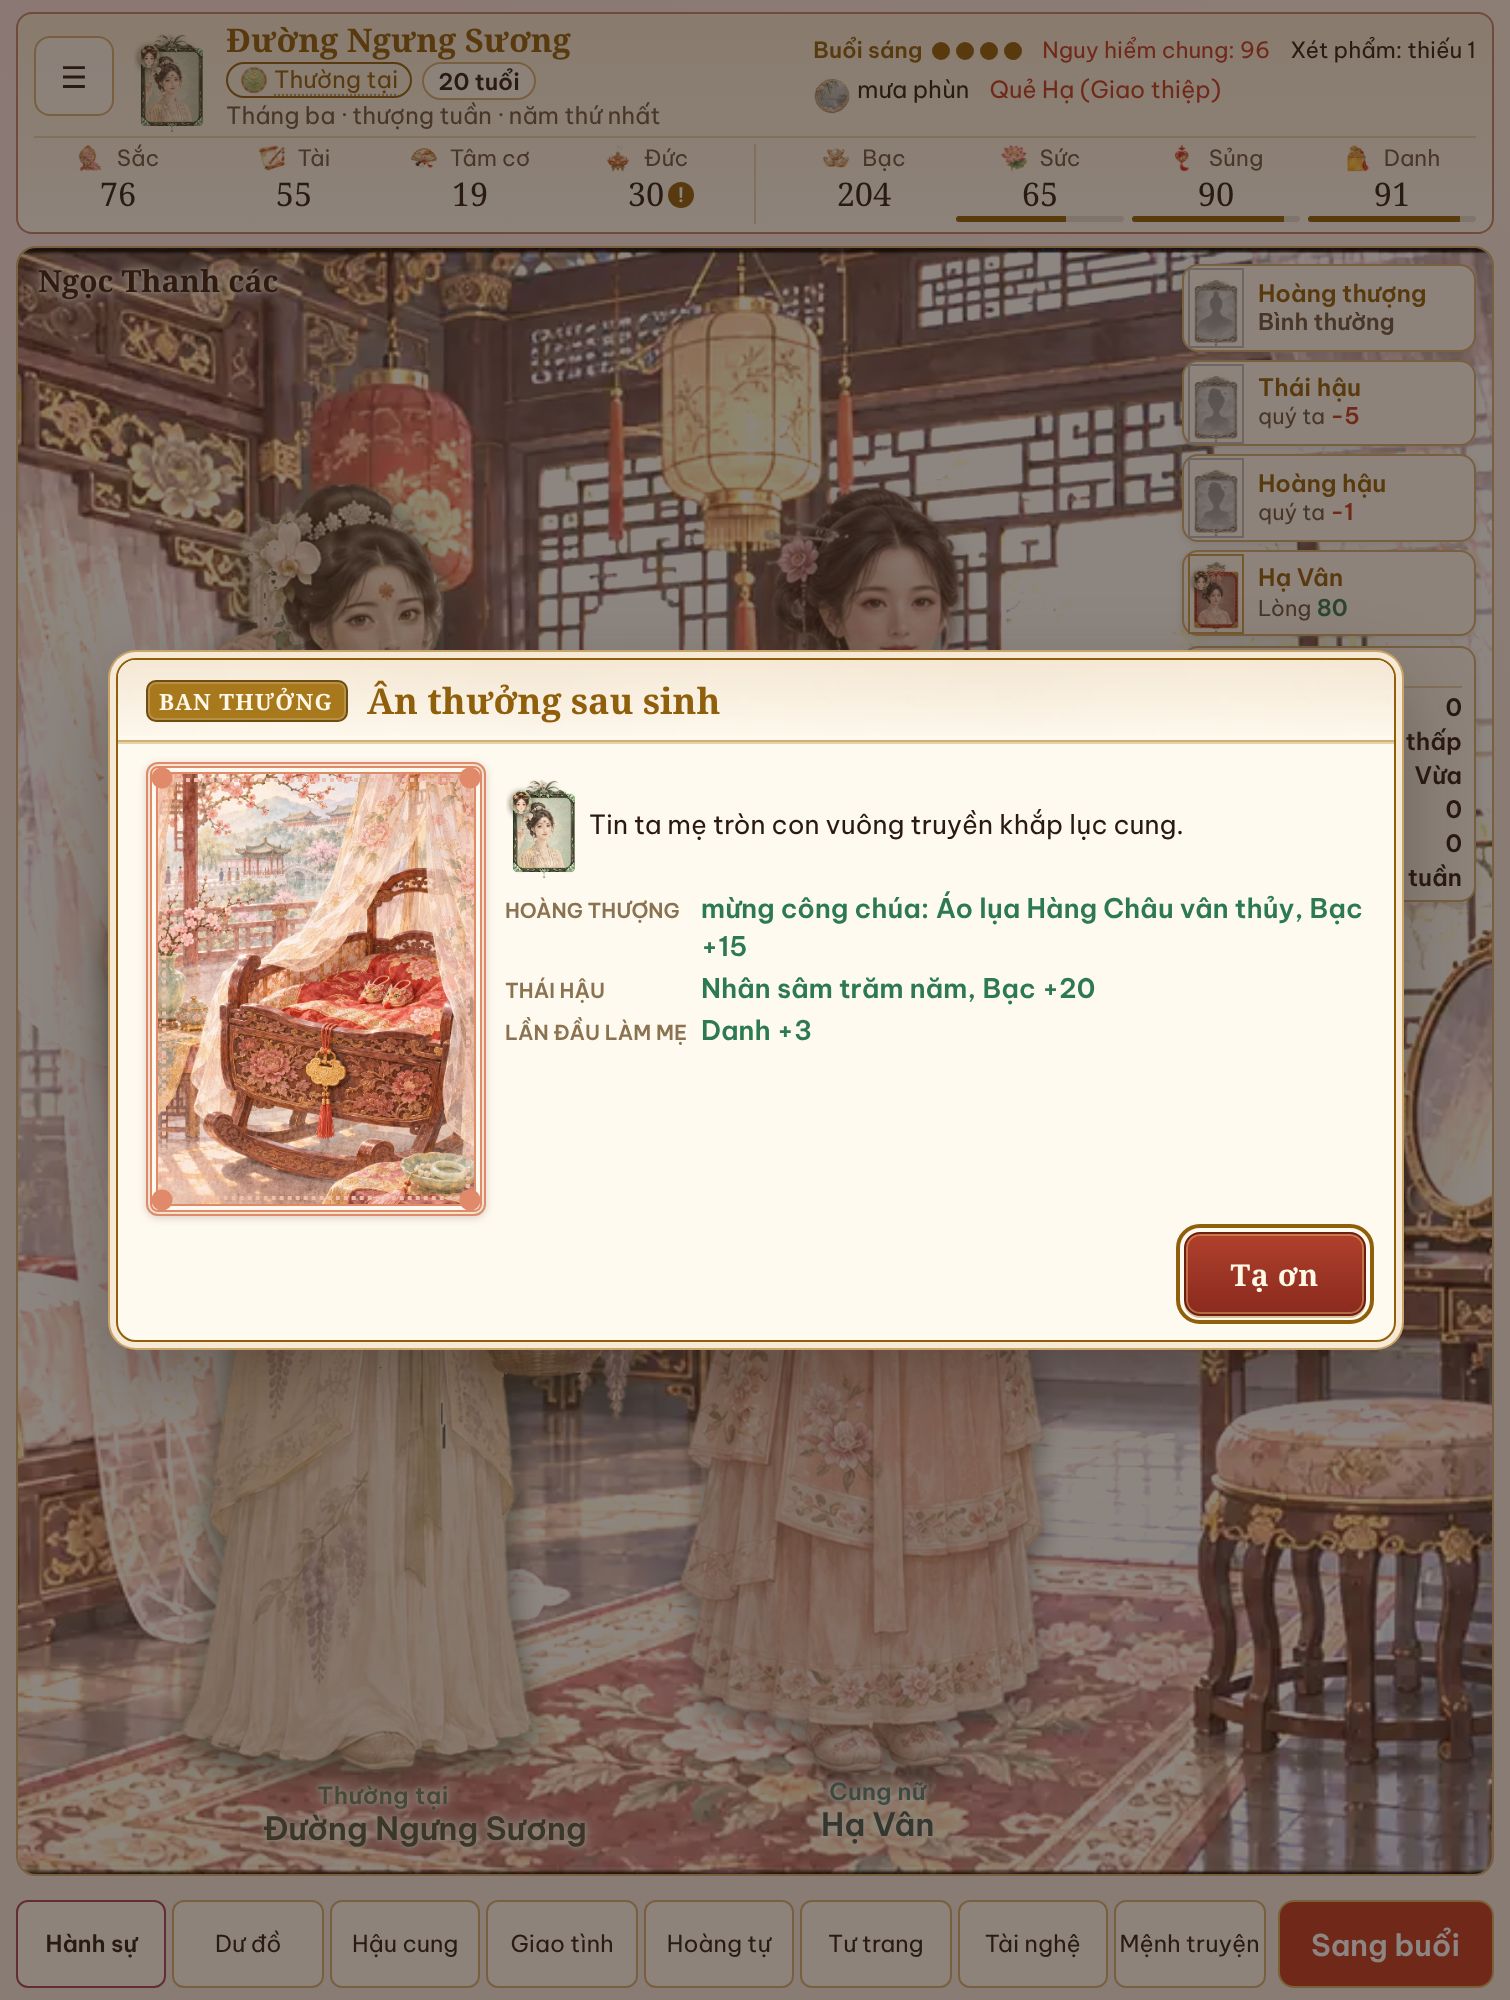 ☰
Đường Ngưng Sương
Thường tại
20 tuổi
Tháng ba · thượng tuần · năm thứ nhất
Buổi sáng
Nguy hiểm chung: 96
Xét phẩm: thiếu 1
mưa phùn
Quẻ Hạ (Giao thiệp)
Sắc
76
Tài
55
Tâm cơ
19
Đức
30 !
Bạc
204
Sức
65
Sủng
90
Danh
91
Ngọc Thanh các
Hoàng thượng
Bình thường
Thái hậu
quý ta -5
Hoàng hậu
quý ta -1
Hạ Vân
Lòng 80
0
thấp
Vừa
0
0
tuần
BAN THƯỞNG
Ân thưởng sau sinh
Tin ta mẹ tròn con vuông truyền khắp lục cung.
HOÀNG THƯỢNG mừng công chúa: Áo lụa Hàng Châu vân thủy, Bạc
+15
THÁI HẬU Nhân sâm trăm năm, Bạc +20
LẦN ĐẦU LÀM MẸ Danh +3
Tạ ơn
Thường tại
Đường Ngưng Sương
Cung nữ
Hạ Vân
Hành sự
Dư đồ
Hậu cung
Giao tình
Hoàng tự
Tư trang
Tài nghệ
Mệnh truyện
Sang buổi